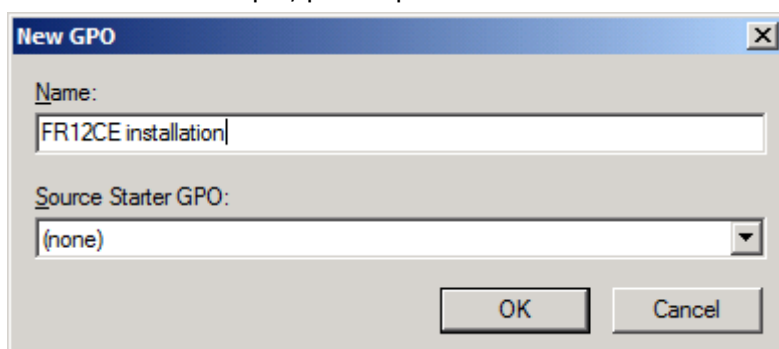 New GPO
Name:
FR12CE installation
Source Starter GPO:
(none)
OK Cancel